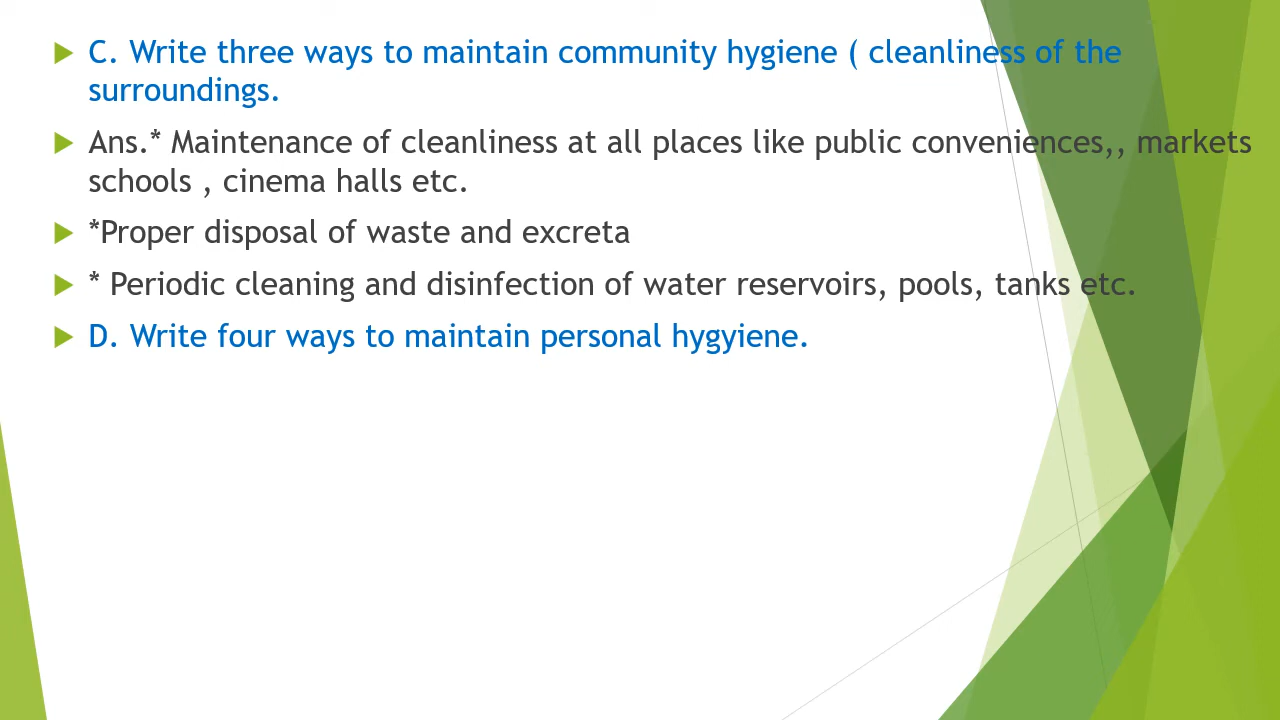 C. Write three ways to maintain community hygiene ( cleanliness of the
surroundings.
Ans.* Maintenance of cleanliness at all places like public conveniences,, markets
schools , cinema halls etc.
*Proper disposal of waste and excreta
* Periodic cleaning and disinfection of water reservoirs, pools, tanks etc.
D. Write four ways to maintain personal hygyiene.